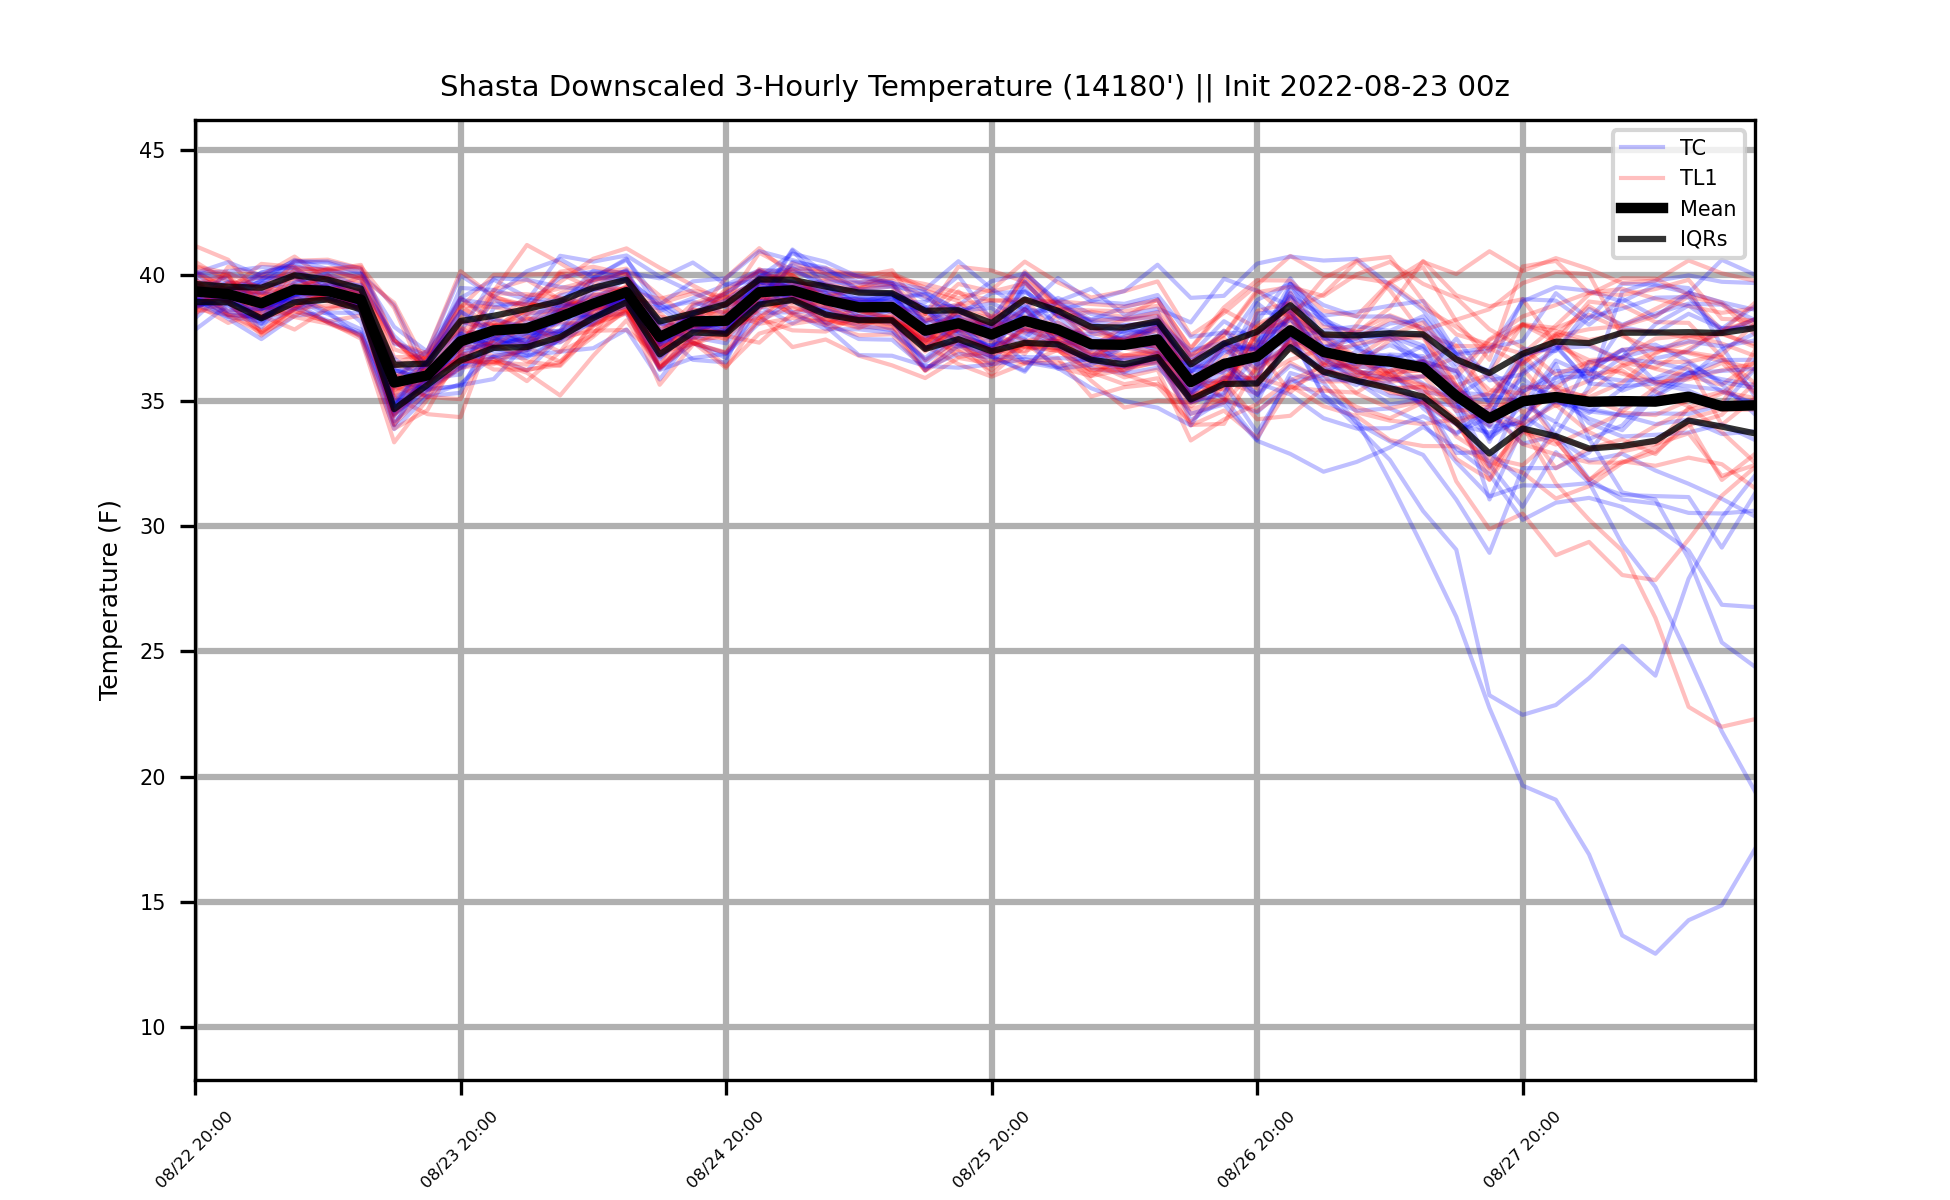 Shasta Downscaled 3-Hourly Temperature (14180') || Init 2022-08-23 00z
TC
TL1
Mean
IQRs
Temperature (F)
45
40
35
30
25
20
15
10
08/22 20:00
08/23 20:00
08/24 20:00
08/25 20:00
08/26 20:00
08/27 20:00